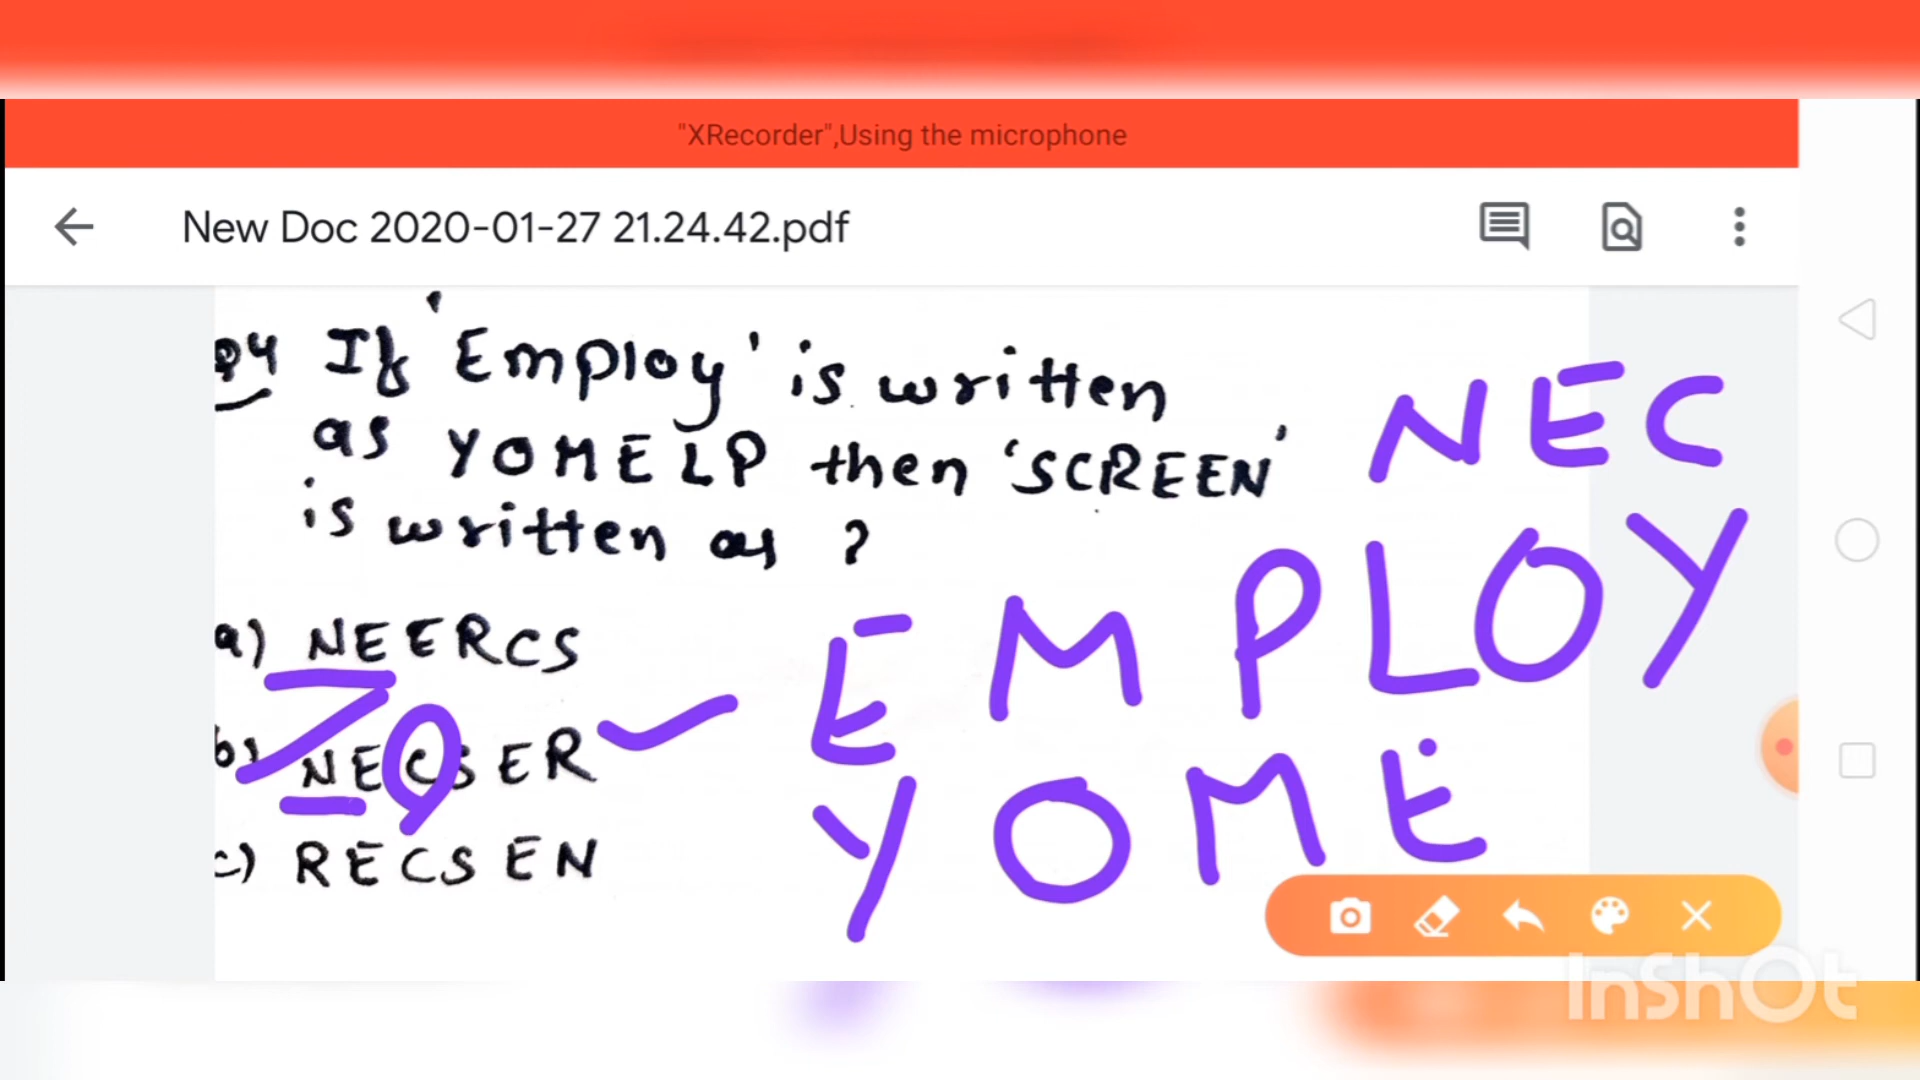 "XRecorder",Using the microphone
New Doc 2020-01-27 21.24.42.pdf
Q4 If 'Employ' is written
as YOMELP then 'SCREEN'
is written as ?
a) NEERCS
b) NECSER
c) RECSEN
NEC
EMPLOY
YOME
InShOt